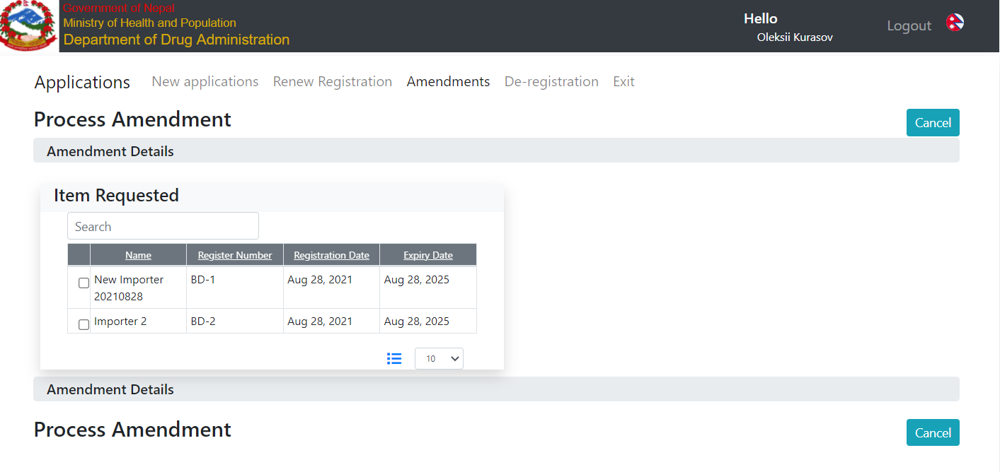 Government of Nepal
Ministry of Health and Population
Department of Drug Administration
Hello
Oleksii Kurasov
Logout
Applications New applications Renew Registration Amendments De-registration Exit
Process Amendment
Cancel
Amendment Details
Item Requested
Search
Name Register Number Registration Date Expiry Date
New Importer BD-1 Aug 28, 2021 Aug 28, 2025
20210828
Importer 2 BD-2 Aug 28, 2021 Aug 28, 2025
10
Amendment Details
Process Amendment
Cancel